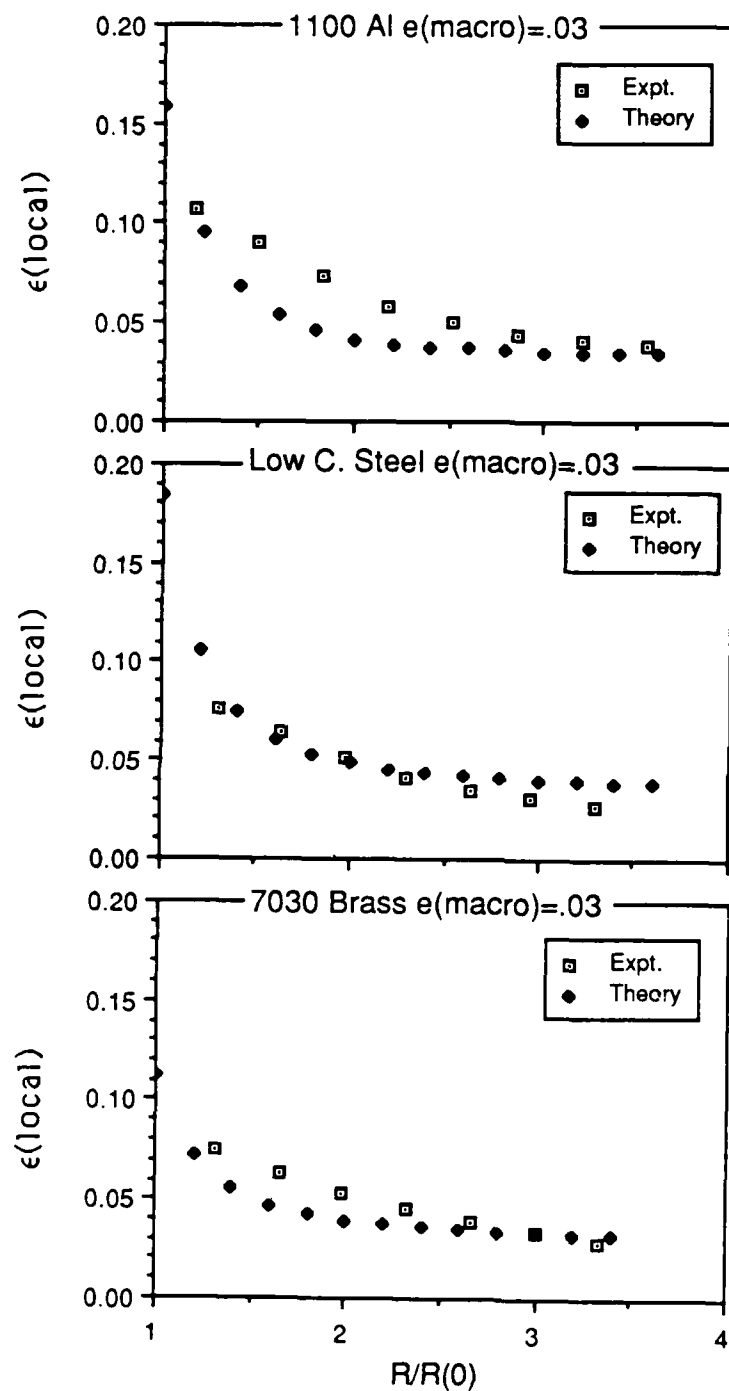 1100 Al e(macro)=.03
0.20
0.15
0.10
0.05
0.00
ϵ(local)
Expt.
Theory
Low C. Steel e(macro)=.03
0.20
0.15
0.10
0.05
0.00
ϵ(local)
Expt.
Theory
7030 Brass e(macro)=.03
0.20
0.15
0.10
0.05
0.00
ϵ(local)
Expt.
Theory
1 2 3 4
R/R(0)